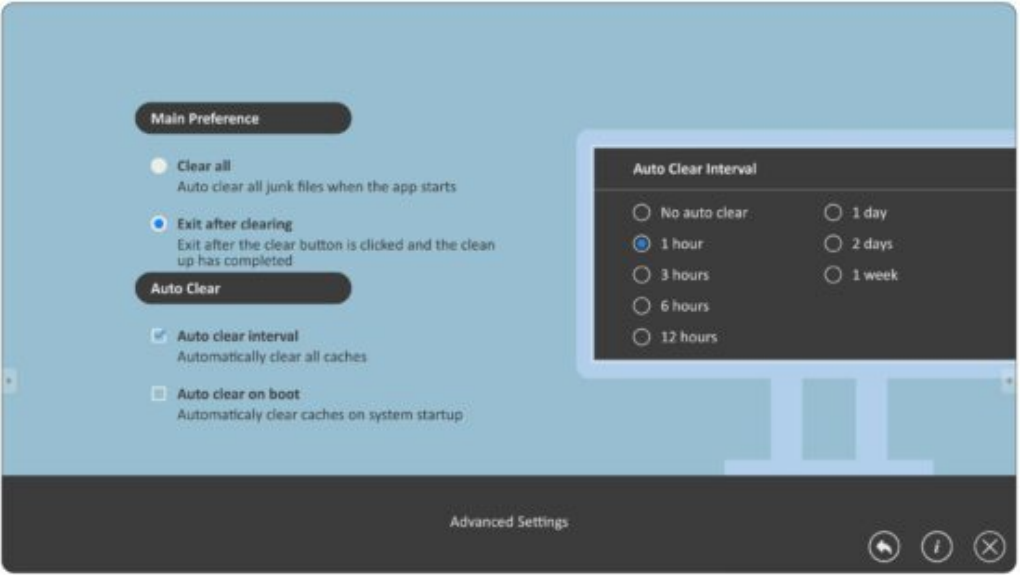 Main Preference
Clear all
Auto clear all junk files when the app starts
Exit after clearing
Exit after the clear button is clicked and the clean
up has completed
Auto Clear
Auto clear interval
Automatically clear all caches
Auto clear on boot
Automaticaly clear caches on system startup
Auto Clear Interval
No auto clear
1 hour
3 hours
6 hours
12 hours
1 day
2 days
1 week
Advanced Settings
i